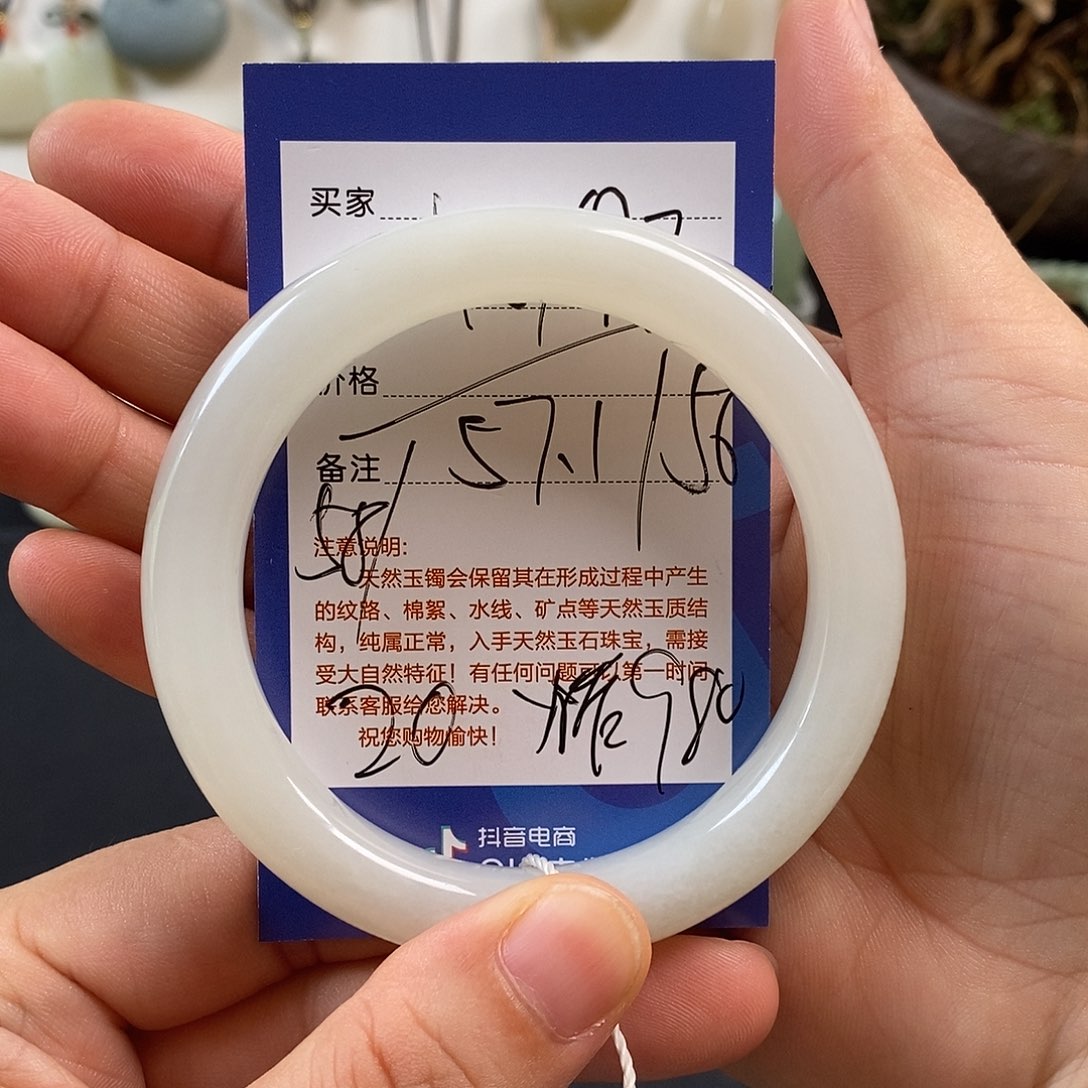 买家
价格
57.1/56
备注
58/
注意说明:
天然玉镯会保留其在形成过程中产生
的纹路、棉絮、水线、矿点等天然玉质结
构，纯属正常，入手天然玉石珠宝，需接
受大自然特征！有任何问题可以第一时间
联系客服给您解决。
祝您购物愉快！
20 糯980
抖音电商